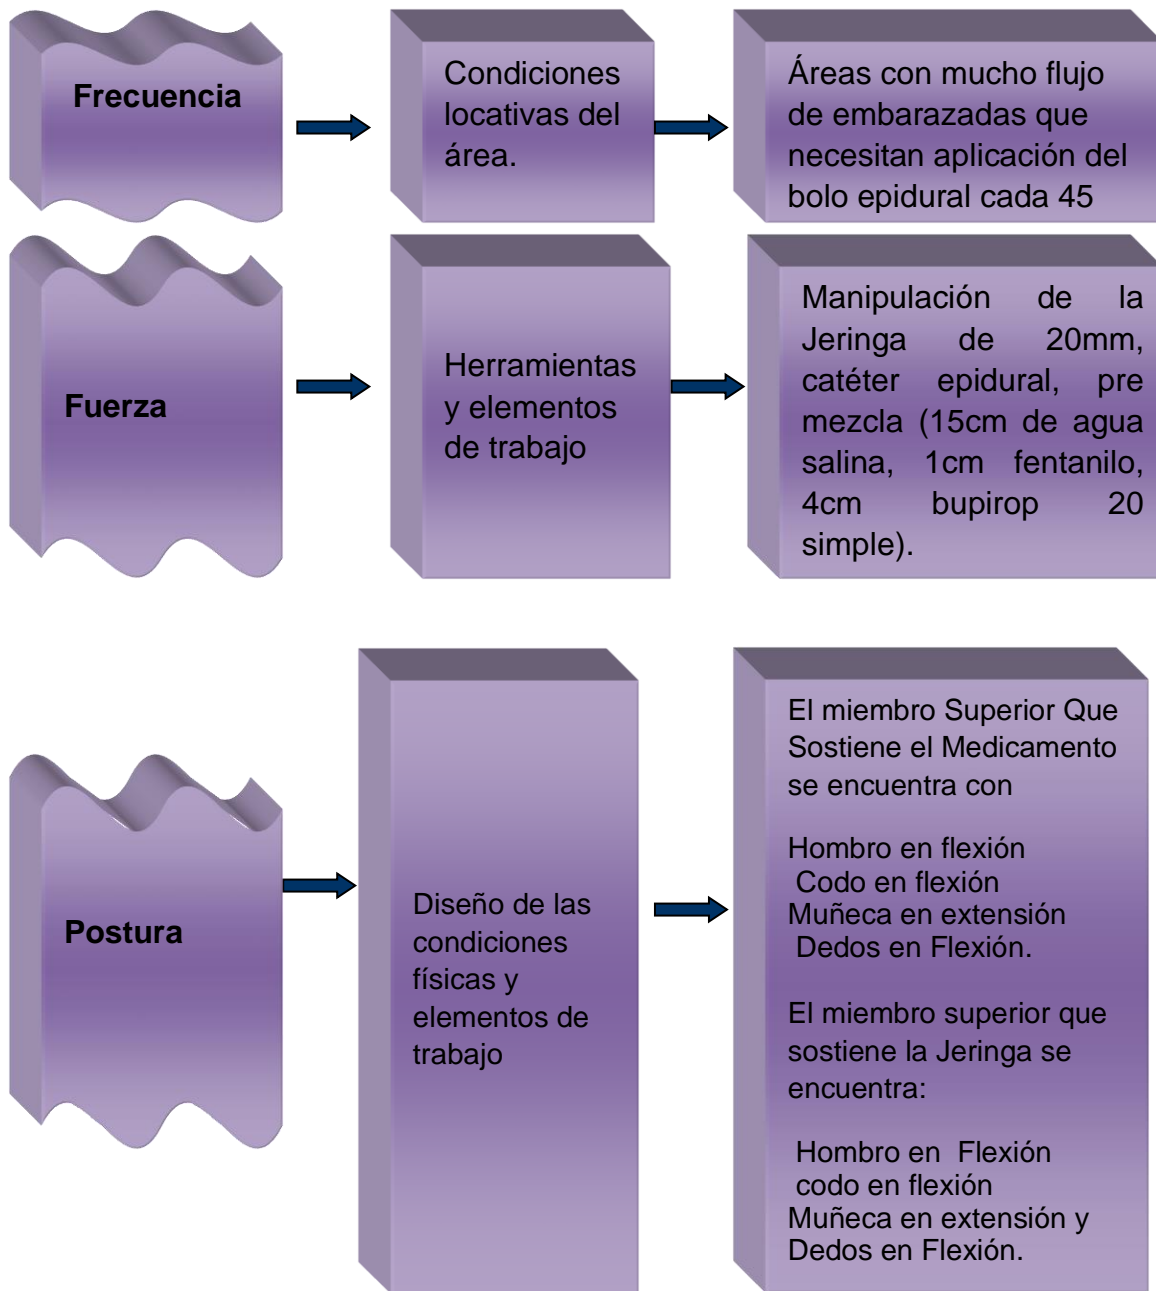 Frecuencia
Condiciones
locativas del
área.
Áreas con mucho flujo
de embarazadas que
necesitan aplicación del
bolo epidural cada 45
Fuerza
Herramientas
y elementos
de trabajo
Manipulación de la
Jeringa de 20mm,
catéter epidural, pre
mezcla (15cm de agua
salina, 1cm fentanilo,
4cm bupirop 20
simple).
Postura
Diseño de las
condiciones
físicas y
elementos de
trabajo
El miembro Superior Que
Sostiene el Medicamento
se encuentra con
Hombro en flexión
Codo en flexión
Muñeca en extensión
Dedos en Flexión.
El miembro superior que
sostiene la Jeringa se
encuentra:
Hombro en Flexión
codo en flexión
Muñeca en extensión y
Dedos en Flexión.